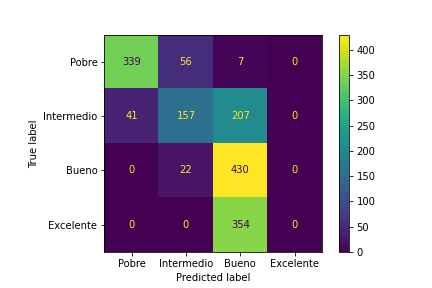 Pobre 339 56 7 0
Intermedio 41 157 207 0
Bueno 0 22 430 0
Excelente 0 0 354 0
Pobre Intermedio Bueno Excelente
Predicted label
True label
400
350
300
250
200
150
100
50
0